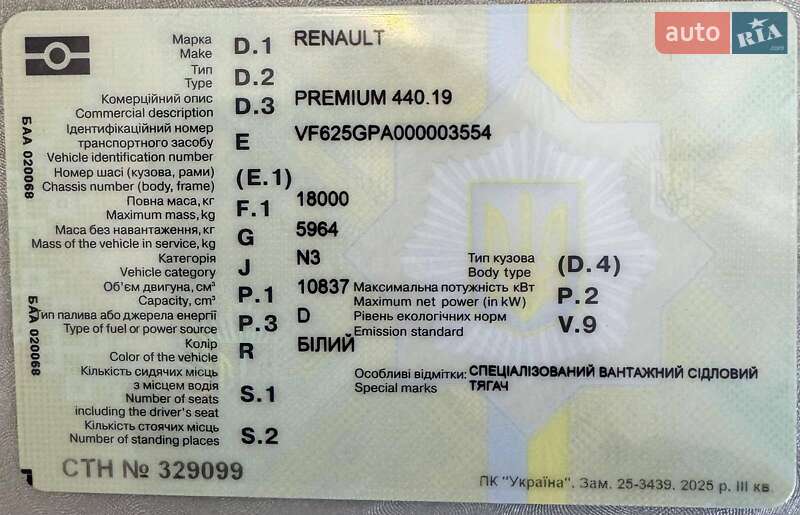 auto RIA .com
Марка D.1 RENAULT
Make
Тип D.2
Type
Комерційний опис D.3 PREMIUM 440.19
Commercial description
Ідентифікаційний номер
транспортного засобу E VF625GPA000003554
Vehicle identification number
Номер шасі (кузова, рами) (E.1)
Chassis number (body, frame)
Повна маса, кг F.1 18000
Maximum mass, kg
Маса без навантаження, кг G 5964
Mass of the vehicle in service, kg
Категорія J N3 Тип кузова (D.4)
Vehicle category Body type
Об'єм двигуна, см³ P.1 10837 Максимальна потужність кВт P.2
Capacity, cm³ Maximum net power (in kW)
Тип палива або джерела енергії P.3 D Рівень екологічних норм V.9
Type of fuel or power source Emission standard
Колір R БІЛИЙ
Color of the vehicle
Кількість сидячих місць Особливі відмітки: СПЕЦІАЛІЗОВАНИЙ ВАНТАЖНИЙ СІДЛОВИЙ
з місцем водія S.1 Special marks ТЯГАЧ
Number of seats
including the driver's seat
Кількість стоячих місць S.2
Number of standing places
СТН № 329099
ПК "Україна". Зам. 25-3439. 2025 р. III кв.
БАА 020068
БАА 020068